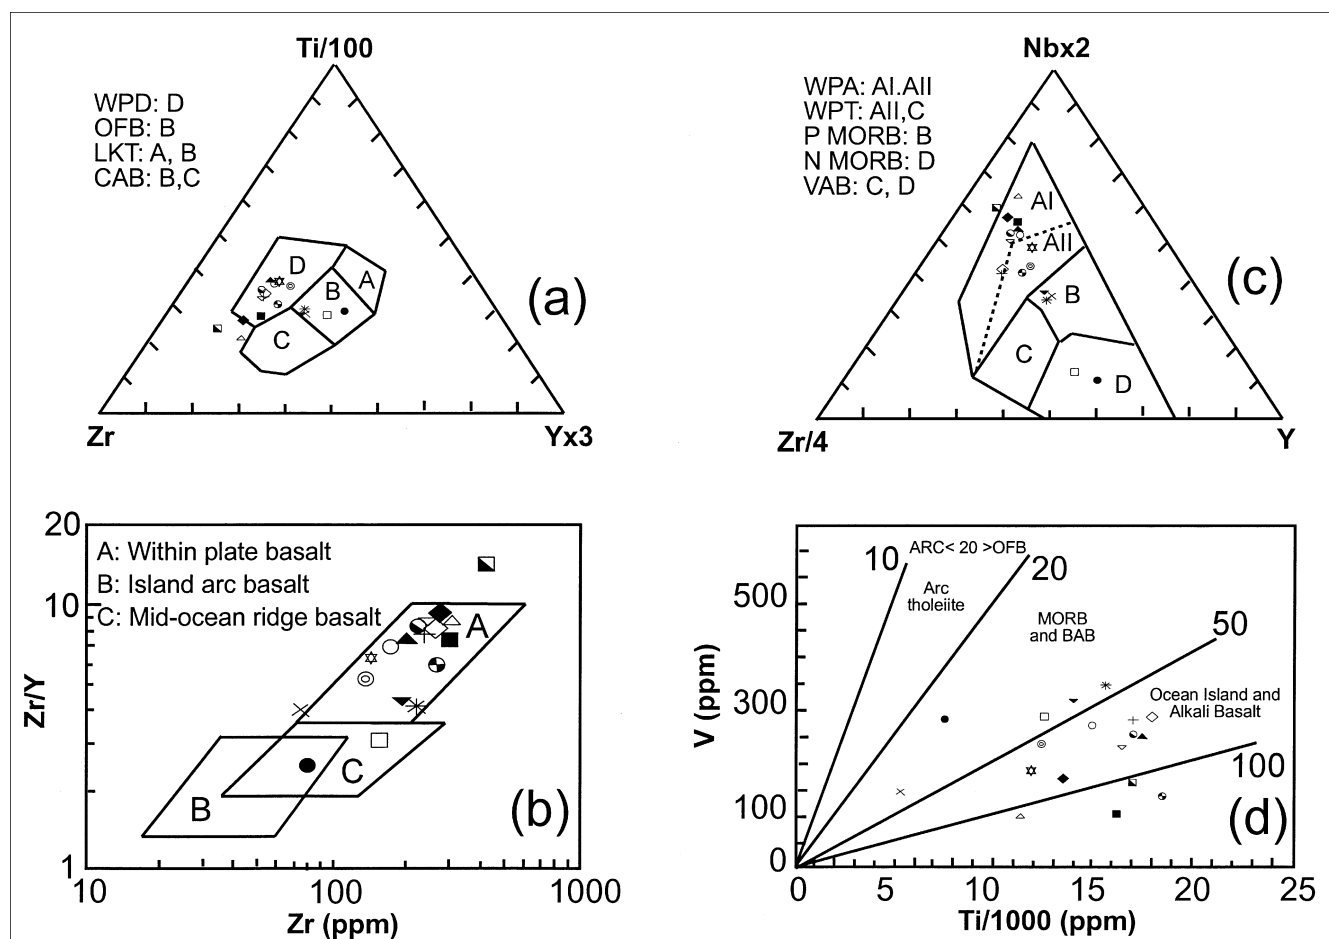 Ti/100
WPD: D
OFB: B
LKT: A, B
CAB: B,C
D
A
B
C
(a)
Zr
Yx3
Nbx2
WPA: AI.AII
WPT: AII,C
P MORB: B
N MORB: D
VAB: C, D
AI
AII
B
C
D
(c)
Zr/4
Y
20
A: Within plate basalt
B: Island arc basalt
C: Mid-ocean ridge basalt
10
A
Zr/Y
C
B
(b)
1
10
100
1000
Zr (ppm)
10
ARC< 20 >OFB
20
Arc
tholeiite
MORB
and BAB
50
Ocean Island and
Alkali Basalt
100
500
300
100
0
V (ppm)
(d)
0
5
10
15
20
25
Ti/1000 (ppm)